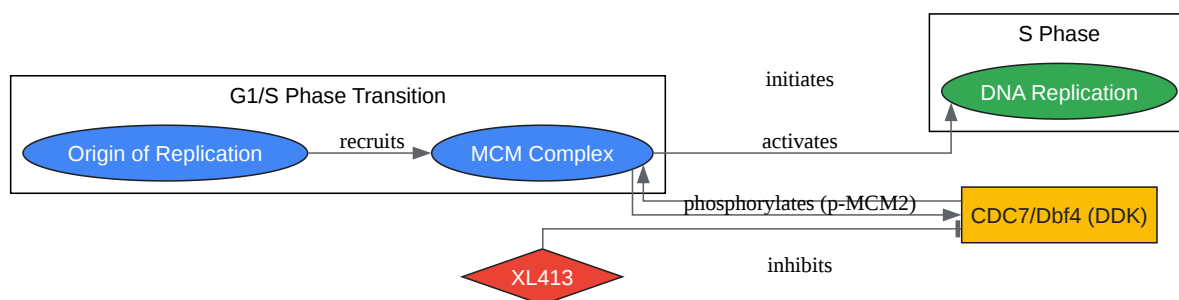 S Phase
DNA Replication
initiates
G1/S Phase Transition
Origin of Replication
recruits
MCM Complex
activates
phosphorylates (p-MCM2)
CDC7/Dbf4 (DDK)
XL413
inhibits